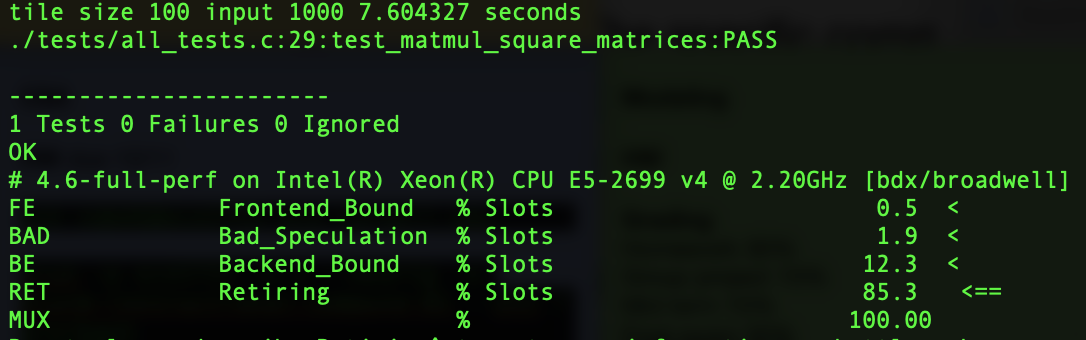 tile size 100 input 1000 7.604327 seconds
./tests/all_tests.c:29:test_matmul_square_matrices:PASS
-----------------------
1 Tests 0 Failures 0 Ignored
OK
# 4.6-full-perf on Intel(R) Xeon(R) CPU E5-2699 v4 @ 2.20GHz [bdx/broadwell]
FE Frontend_Bound % Slots 0.5 <
BAD Bad_Speculation % Slots 1.9 <
BE Backend_Bound % Slots 12.3 <
RET Retiring % Slots 85.3 <==
MUX % 100.00